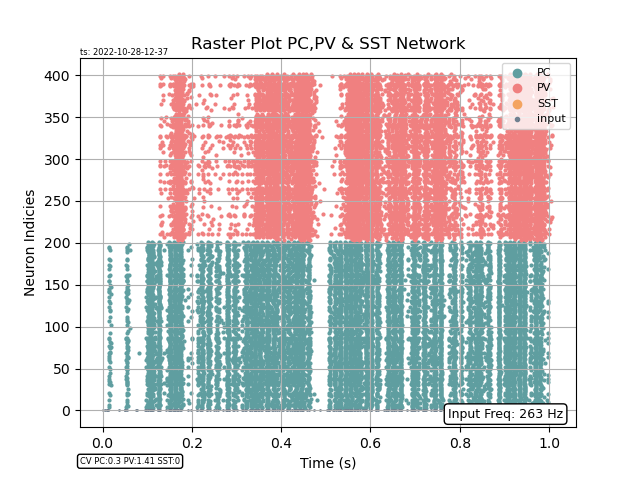 Raster Plot PC,PV & SST Network
ts: 2022-10-28-12-37
PC
PV
SST
input
400
350
300
250
200
150
100
50
0
Neuron Indicies
Input Freq: 263 Hz
0.0 0.2 0.4 0.6 0.8 1.0
Time (s)
CV PC:0.3 PV:1.41 SST:0